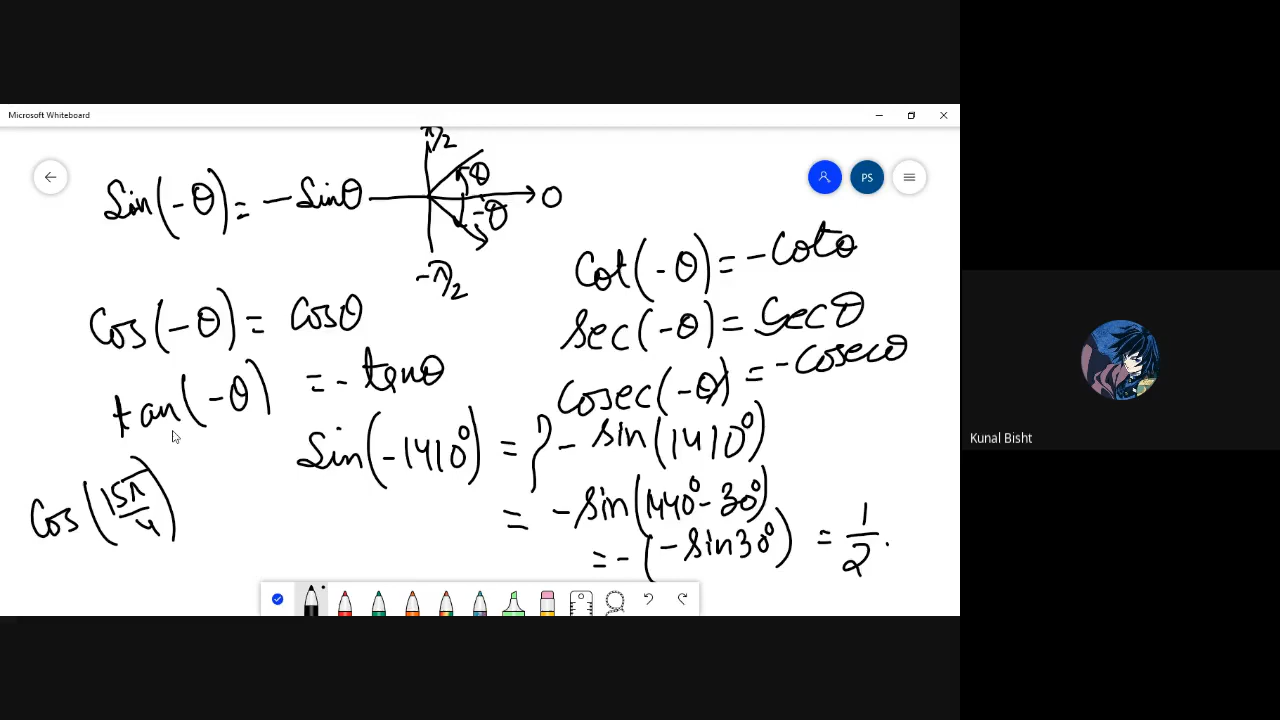 Microsoft Whiteboard
π/2
Sin(-θ) = -Sinθ
θ
-θ
0
-π/2
PS
Cot(-θ) = -Cotθ
Cos(-θ) = Cosθ
Sec(-θ) = Secθ
tan(-θ) = -tanθ
Cosec(-θ) = -Cosecθ
Sin(-1410°) = ? -Sin(1410°)
= -Sin(1440°-30°)
Cos(15π/4)
= -(-Sin30°) = 1/2.
Kunal Bisht